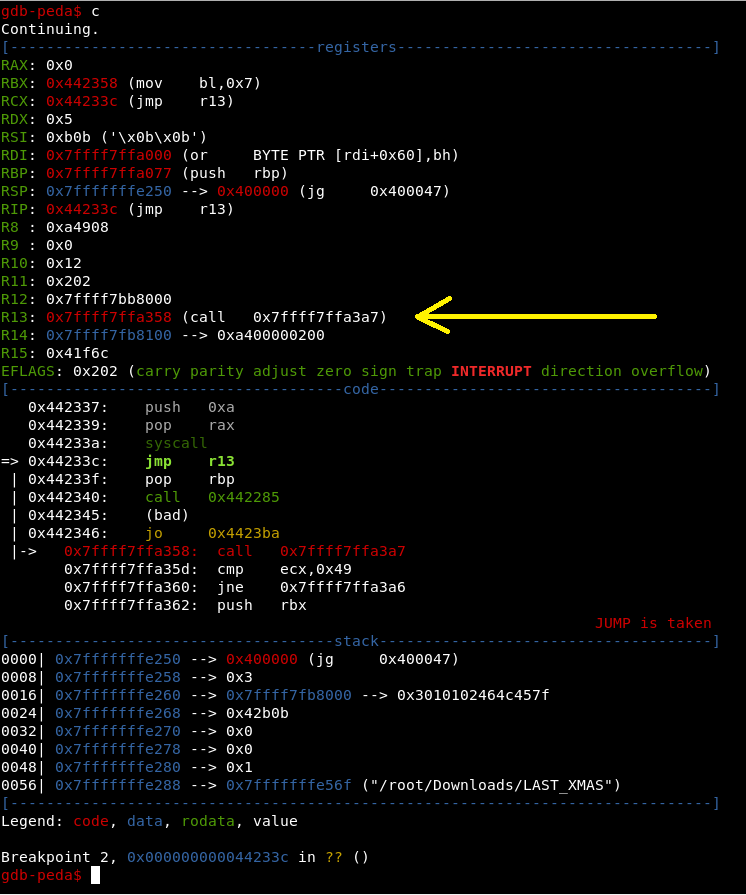 gdb-peda$ c
Continuing.
[----------------------------------registers-----------------------------------]
RAX: 0x0
RBX: 0x442358 (mov    bl,0x7)
RCX: 0x44233c (jmp    r13)
RDX: 0x5
RSI: 0xb0b ('\x0b\x0b')
RDI: 0x7ffff7ffa000 (or     BYTE PTR [rdi+0x60],bh)
RBP: 0x7ffff7ffa077 (push   rbp)
RSP: 0x7fffffffe250 --> 0x400000 (jg     0x400047)
RIP: 0x44233c (jmp    r13)
R8 : 0xa4908
R9 : 0x0
R10: 0x12
R11: 0x202
R12: 0x7ffff7bb8000
R13: 0x7ffff7ffa358 (call   0x7ffff7ffa3a7)
R14: 0x7ffff7fb8100 --> 0xa400000200
R15: 0x41f6c
EFLAGS: 0x202 (carry parity adjust zero sign trap INTERRUPT direction overflow)
[-------------------------------------code-------------------------------------]
   0x442337:    push   0xa
   0x442339:    pop    rax
   0x44233a:    syscall
=> 0x44233c:    jmp    r13
 | 0x44233f:    pop    rbp
 | 0x442340:    call   0x442285
 | 0x442345:    (bad)
 | 0x442346:    jo     0x4423ba
 |->   0x7ffff7ffa358:  call   0x7ffff7ffa3a7
       0x7ffff7ffa35d:  cmp    ecx,0x49
       0x7ffff7ffa360:  jne    0x7ffff7ffa3a6
       0x7ffff7ffa362:  push   rbx
                                                                  JUMP is taken
[------------------------------------stack-------------------------------------]
0000| 0x7fffffffe250 --> 0x400000 (jg     0x400047)
0008| 0x7fffffffe258 --> 0x3
0016| 0x7fffffffe260 --> 0x7ffff7fb8000 --> 0x3010102464c457f
0024| 0x7fffffffe268 --> 0x42b0b
0032| 0x7fffffffe270 --> 0x0
0040| 0x7fffffffe278 --> 0x0
0048| 0x7fffffffe280 --> 0x1
0056| 0x7fffffffe288 --> 0x7fffffffe56f ("/root/Downloads/LAST_XMAS")
[------------------------------------------------------------------------------]
Legend: code, data, rodata, value
Breakpoint 2, 0x000000000044233c in ?? ()
gdb-peda$